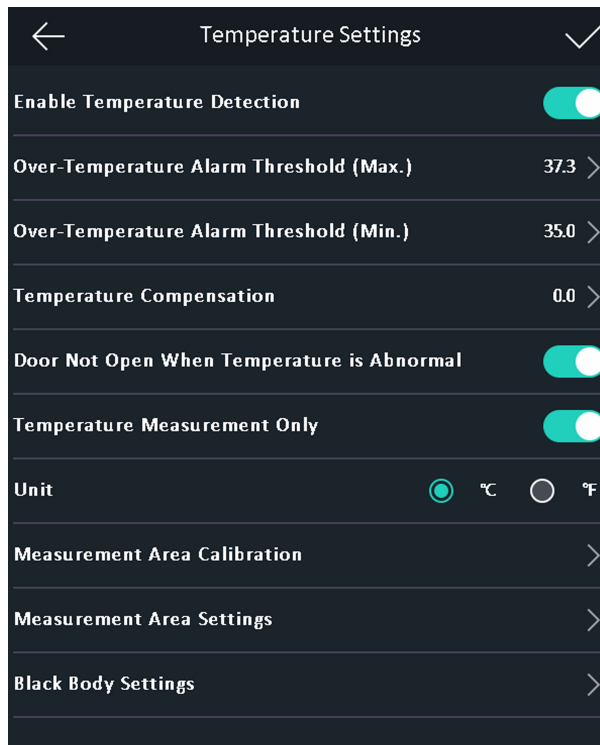 Temperature Settings
Enable Temperature Detection
Over-Temperature Alarm Threshold (Max.) 37.3
Over-Temperature Alarm Threshold (Min.) 35.0
Temperature Compensation 0.0
Door Not Open When Temperature is Abnormal
Temperature Measurement Only
Unit ℃ ℉
Measurement Area Calibration
Measurement Area Settings
Black Body Settings